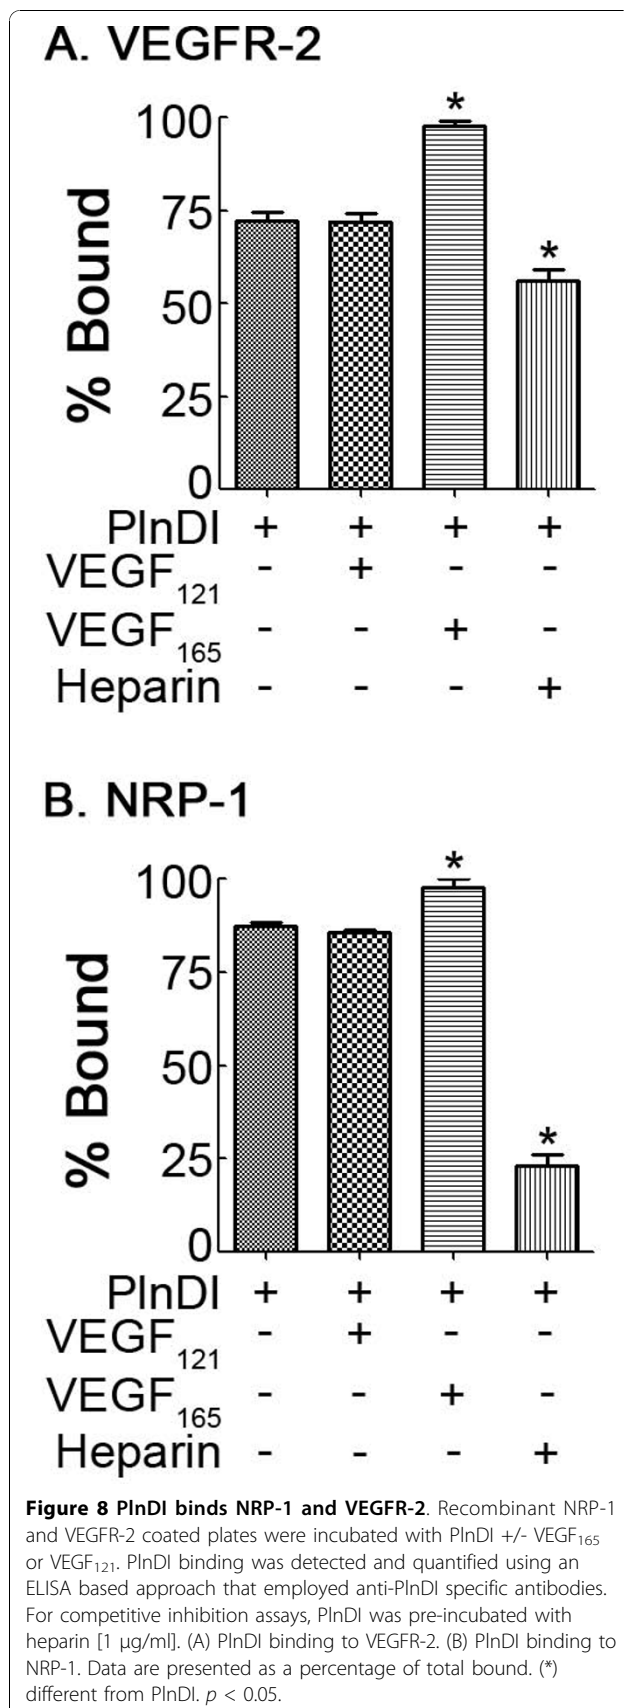 A. VEGFR-2
*
100
75
*
50
25
0
% Bound
PlnDI + + + +
VEGF121 - + - -
VEGF165 - - + -
Heparin - - - +
B. NRP-1
*
100
75
50
*
25
0
% Bound
PlnDI + + + +
VEGF121 - + - -
VEGF165 - - + -
Heparin - - - +
Figure 8 PlnDI binds NRP-1 and VEGFR-2. Recombinant NRP-1
and VEGFR-2 coated plates were incubated with PlnDI +/- VEGF165
or VEGF121. PlnDI binding was detected and quantified using an
ELISA based approach that employed anti-PlnDI specific antibodies.
For competitive inhibition assays, PlnDI was pre-incubated with
heparin [1 μg/ml]. (A) PlnDI binding to VEGFR-2. (B) PlnDI binding to
NRP-1. Data are presented as a percentage of total bound. (*)
different from PlnDI. p < 0.05.